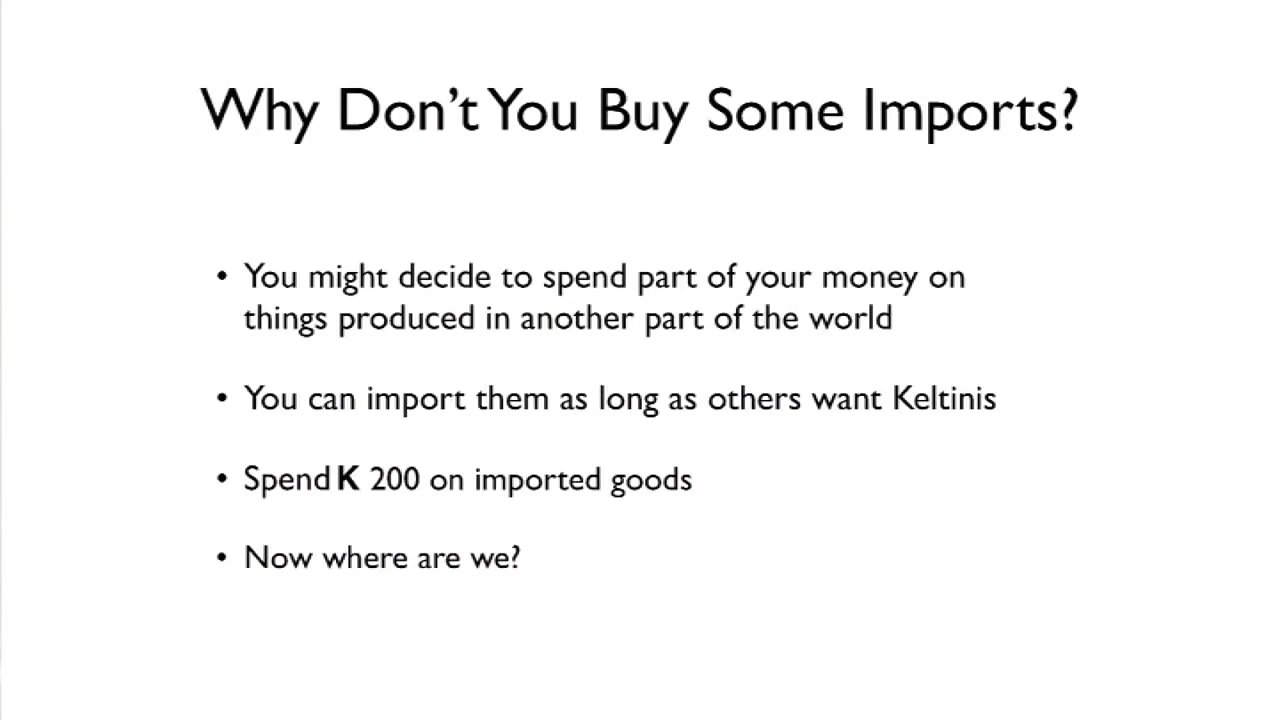 Why Don't You Buy Some Imports?
• You might decide to spend part of your money on
things produced in another part of the world
• You can import them as long as others want Keltinis
• Spend K 200 on imported goods
• Now where are we?